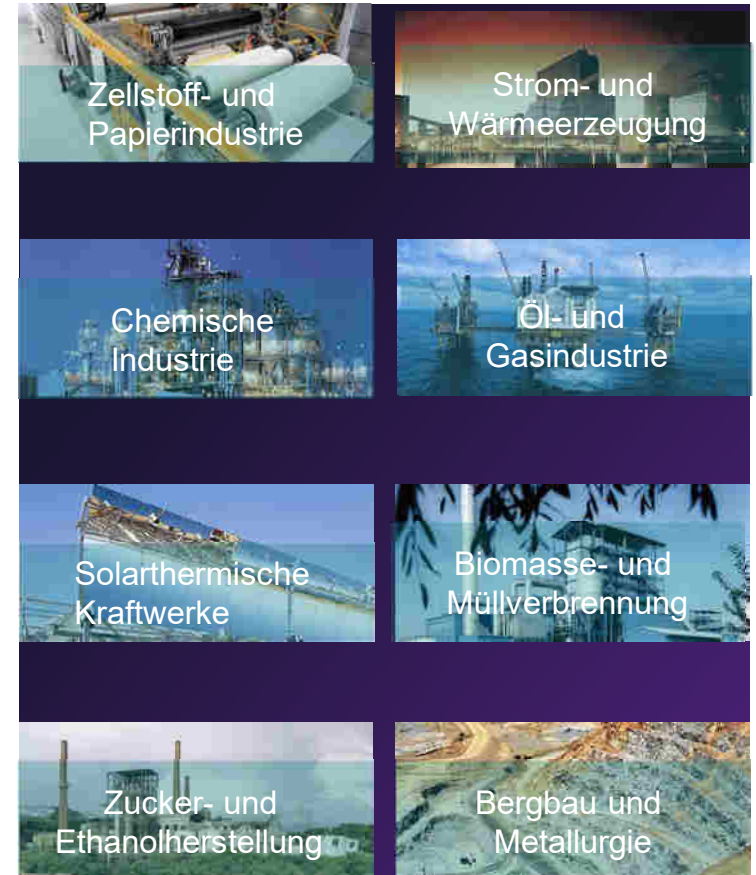 Zellstoff- und
Papierindustrie
Strom- und
Wärmeerzeugung
Chemische
Industrie
Öl- und
Gasindustrie
Solarthermische
Kraftwerke
Biomasse- und
Müllverbrennung
Zucker- und
Ethanolherstellung
Bergbau und
Metallurgie